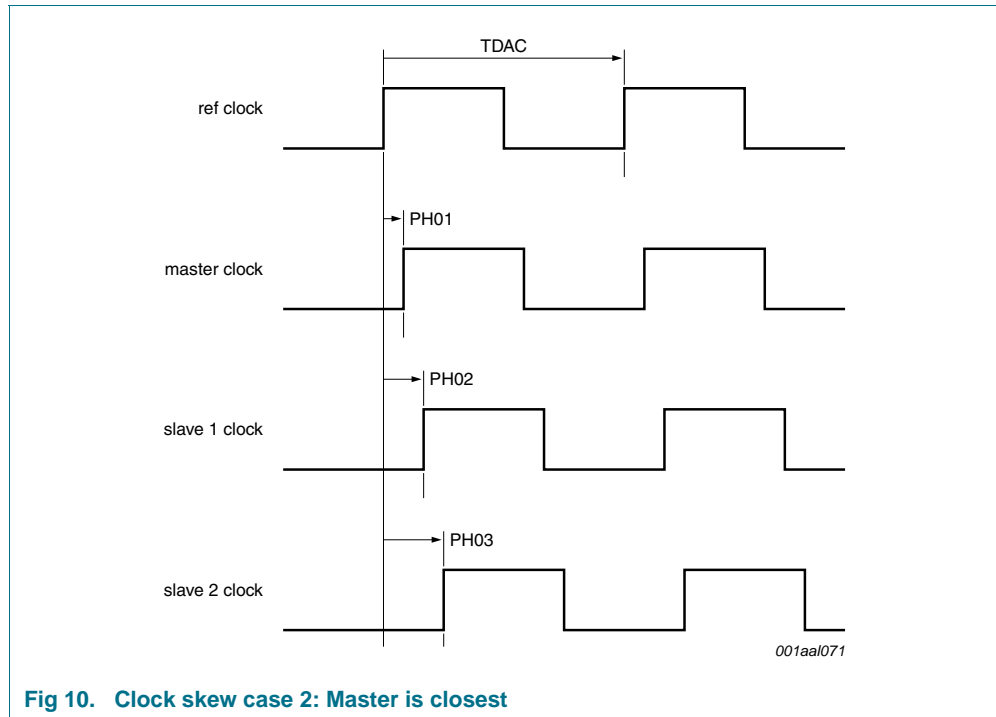 TDAC
ref clock
PH01
master clock
PH02
slave 1 clock
PH03
slave 2 clock
001aal071
Fig 10. Clock skew case 2: Master is closest